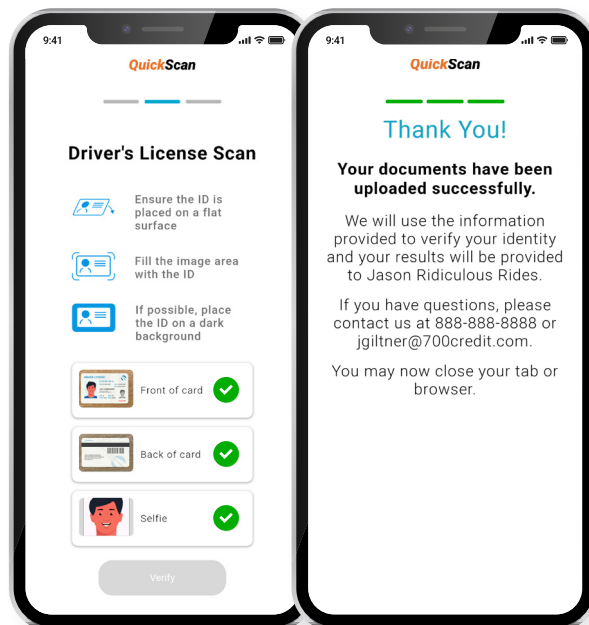 9:41
QuickScan
Driver's License Scan
Ensure the ID is
placed on a flat
surface
Fill the image area
with the ID
If possible, place
the ID on a dark
background
Front of card
Back of card
Selfie
Verify
9:41
QuickScan
Thank You!
Your documents have been
uploaded successfully.
We will use the information
provided to verify your identity
and your results will be provided
to Jason Ridiculous Rides.
If you have questions, please
contact us at 888-888-8888 or
jgiltner@700credit.com.
You may now close your tab or
browser.